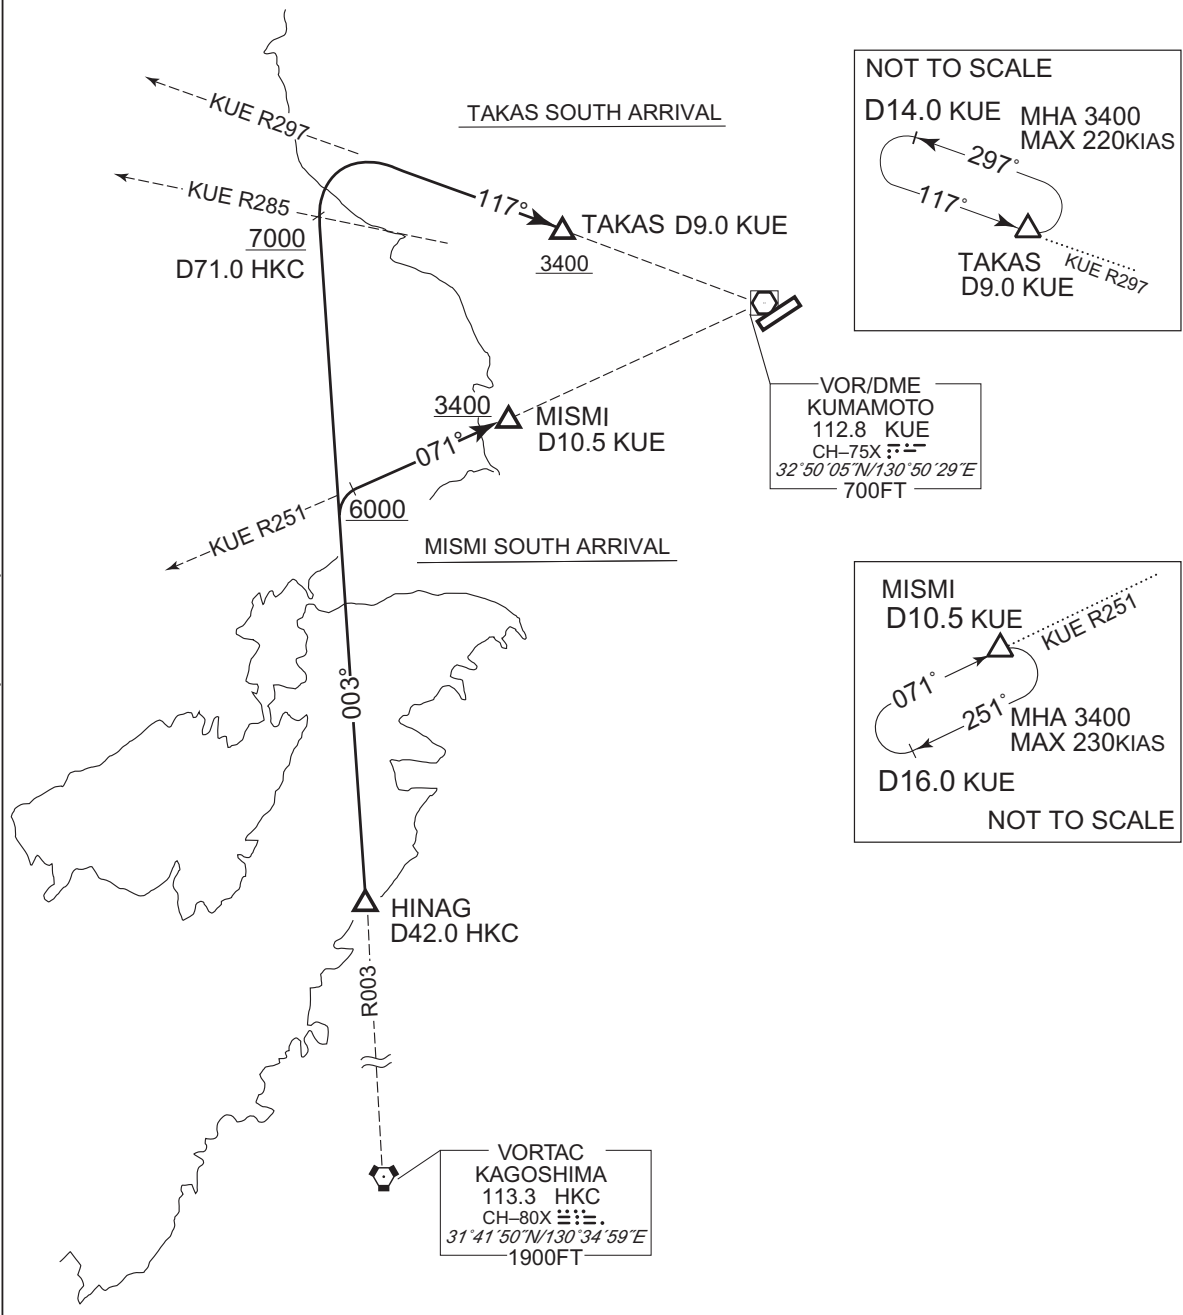 TAKAS SOUTH ARRIVAL
KUE R297
KUE R285
7000
D71.0 HKC
117°
TAKAS D9.0 KUE
3400
3400
MISMI
D10.5 KUE
071°
KUE R251
6000
MISMI SOUTH ARRIVAL
003°
HINAG
D42.0 HKC
R003
VOR/DME
KUMAMOTO
112.8 KUE
CH–75X
32°50´05˝N/130°50´29˝E
700FT
VORTAC
KAGOSHIMA
113.3 HKC
CH–80X
31°41´50˝N/130°34´59˝E
1900FT
NOT TO SCALE
D14.0 KUE
MHA 3400
MAX 220KIAS
297°
117°
TAKAS
D9.0 KUE
KUE R297
MISMI
D10.5 KUE
KUE R251
071°
251°
MHA 3400
MAX 230KIAS
D16.0 KUE
NOT TO SCALE